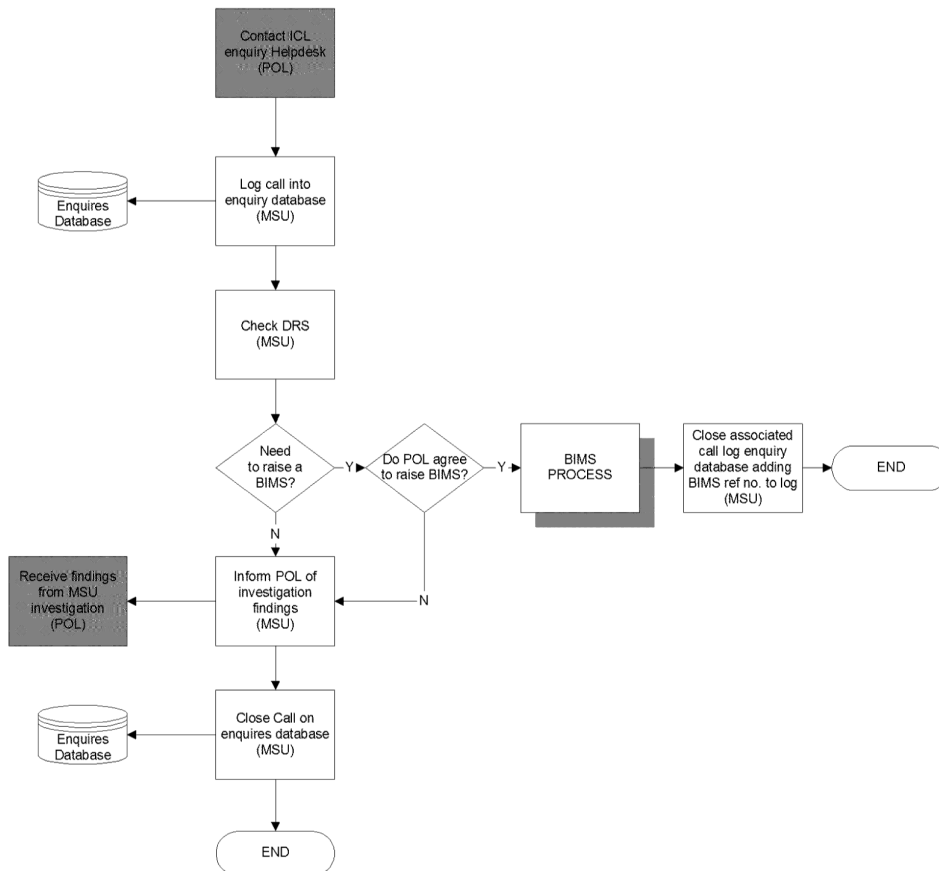 Contact ICL
enquiry Helpdesk
(POL)
Log call into
enquiry database
(MSU)
Enquires
Database
Check DRS
(MSU)
Need
to raise a
BIMS?
Y
Do POL agree
to raise BIMS?
Y
BIMS
PROCESS
Close associated
call log enquiry
database adding
BIMS ref no. to log
(MSU)
END
N
N
Receive findings
from MSU
investigation
(POL)
Inform POL of
investigation
findings
(MSU)
Close Call on
enquires database
(MSU)
Enquires
Database
END